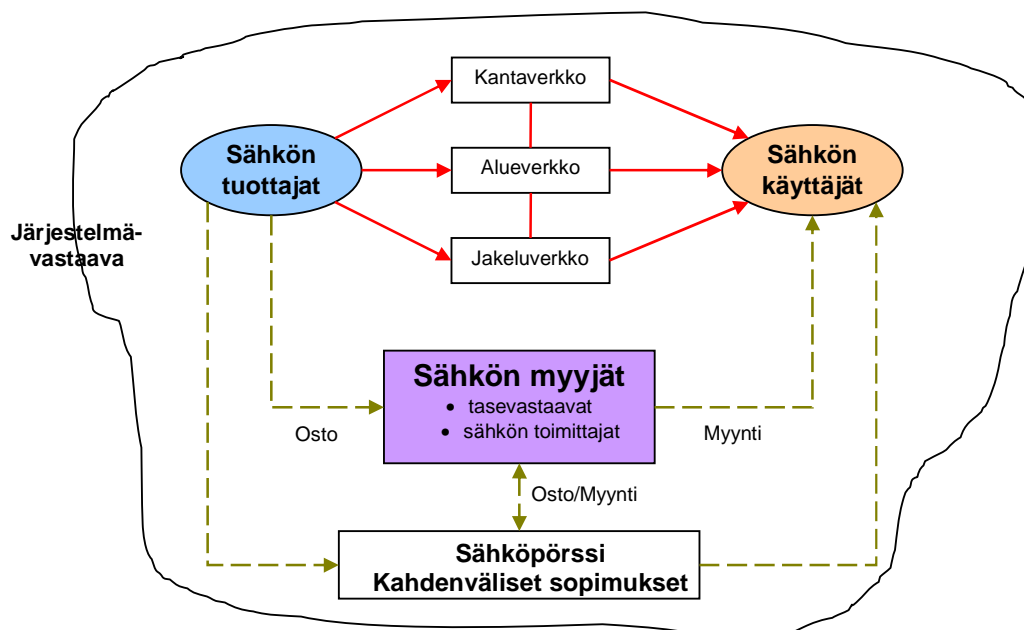 Kantaverkko
Sähkön
tuottajat
Alueverkko
Sähkön
käyttäjät
Järjestelmä-
vastaava
Jakeluverkko
Sähkön myyjät
• tasevastaavat
• sähkön toimittajat
Osto
Myynti
Osto/Myynti
Sähköpörssi
Kahdenväliset sopimukset